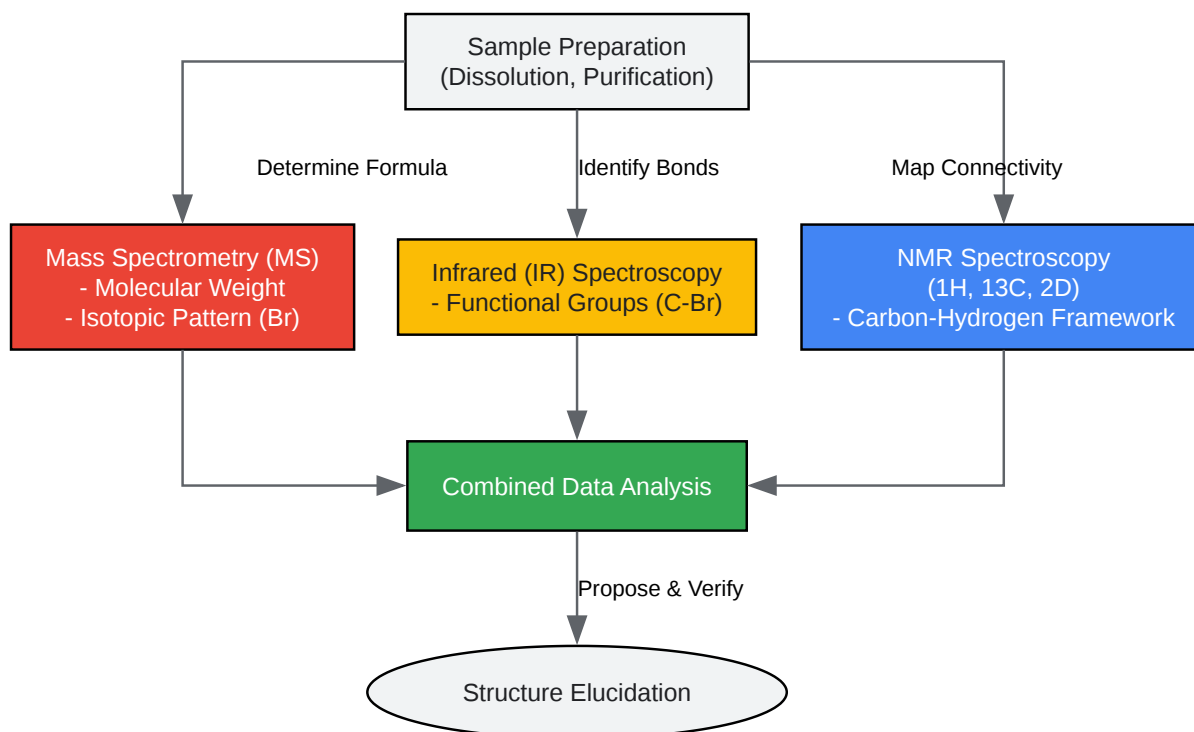 Sample Preparation
(Dissolution, Purification)
Determine Formula
Identify Bonds
Map Connectivity
Mass Spectrometry (MS)
- Molecular Weight
- Isotopic Pattern (Br)
Infrared (IR) Spectroscopy
- Functional Groups (C-Br)
NMR Spectroscopy
(1H, 13C, 2D)
- Carbon-Hydrogen Framework
Combined Data Analysis
Propose & Verify
Structure Elucidation